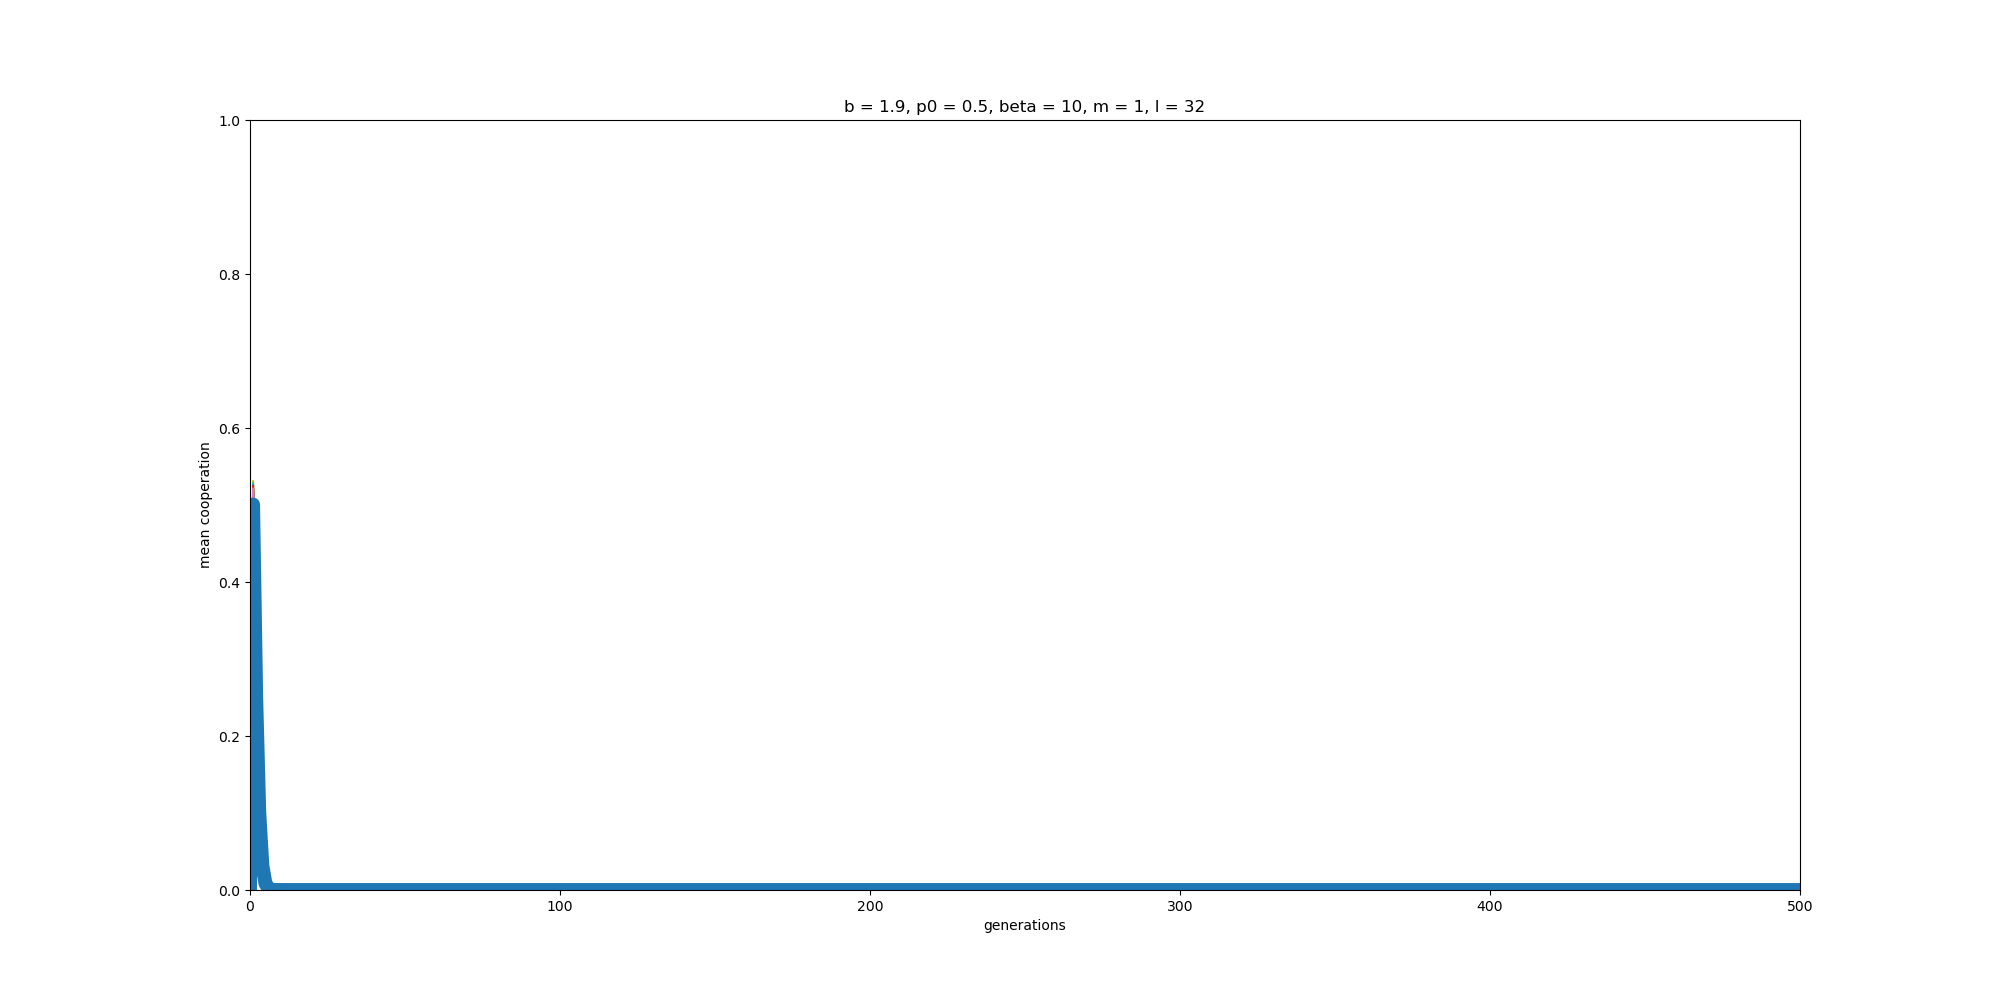 b = 1.9, p0 = 0.5, beta = 10, m = 1, l = 32
1.0
0.8
0.6
0.4
0.2
0.0
mean cooperation
0 100 200 300 400 500
generations